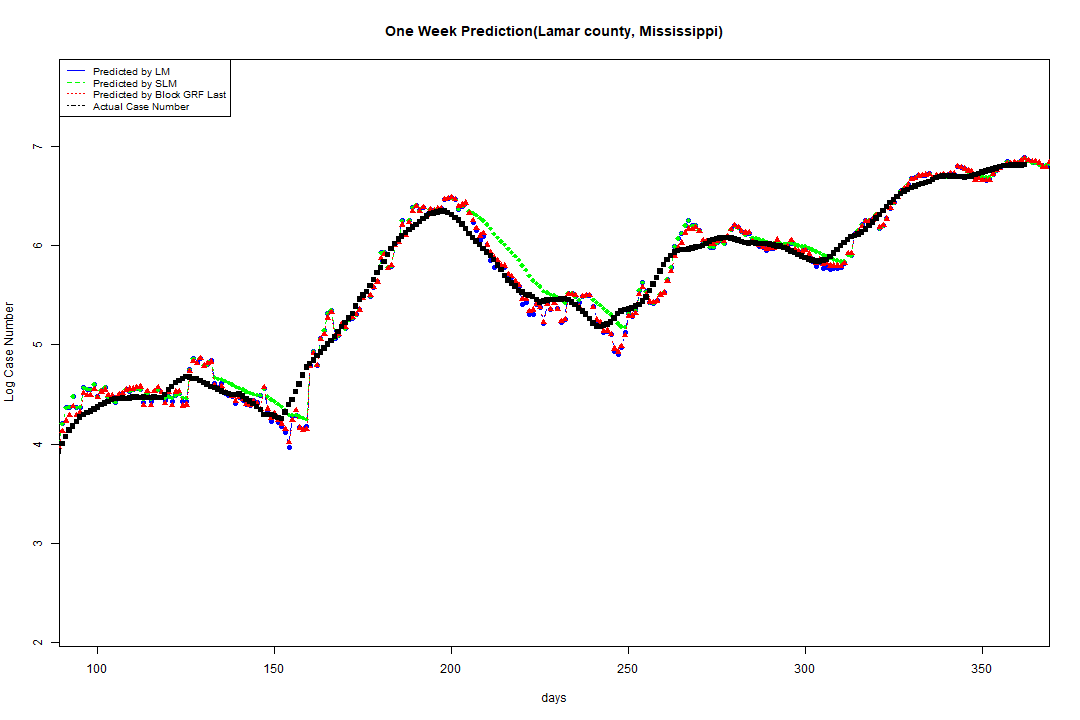 One Week Prediction(Lamar county, Mississippi)
Predicted by LM
Predicted by SLM
Predicted by Block GRF Last
Actual Case Number
7
6
5
4
3
2
Log Case Number
100 150 200 250 300 350
days